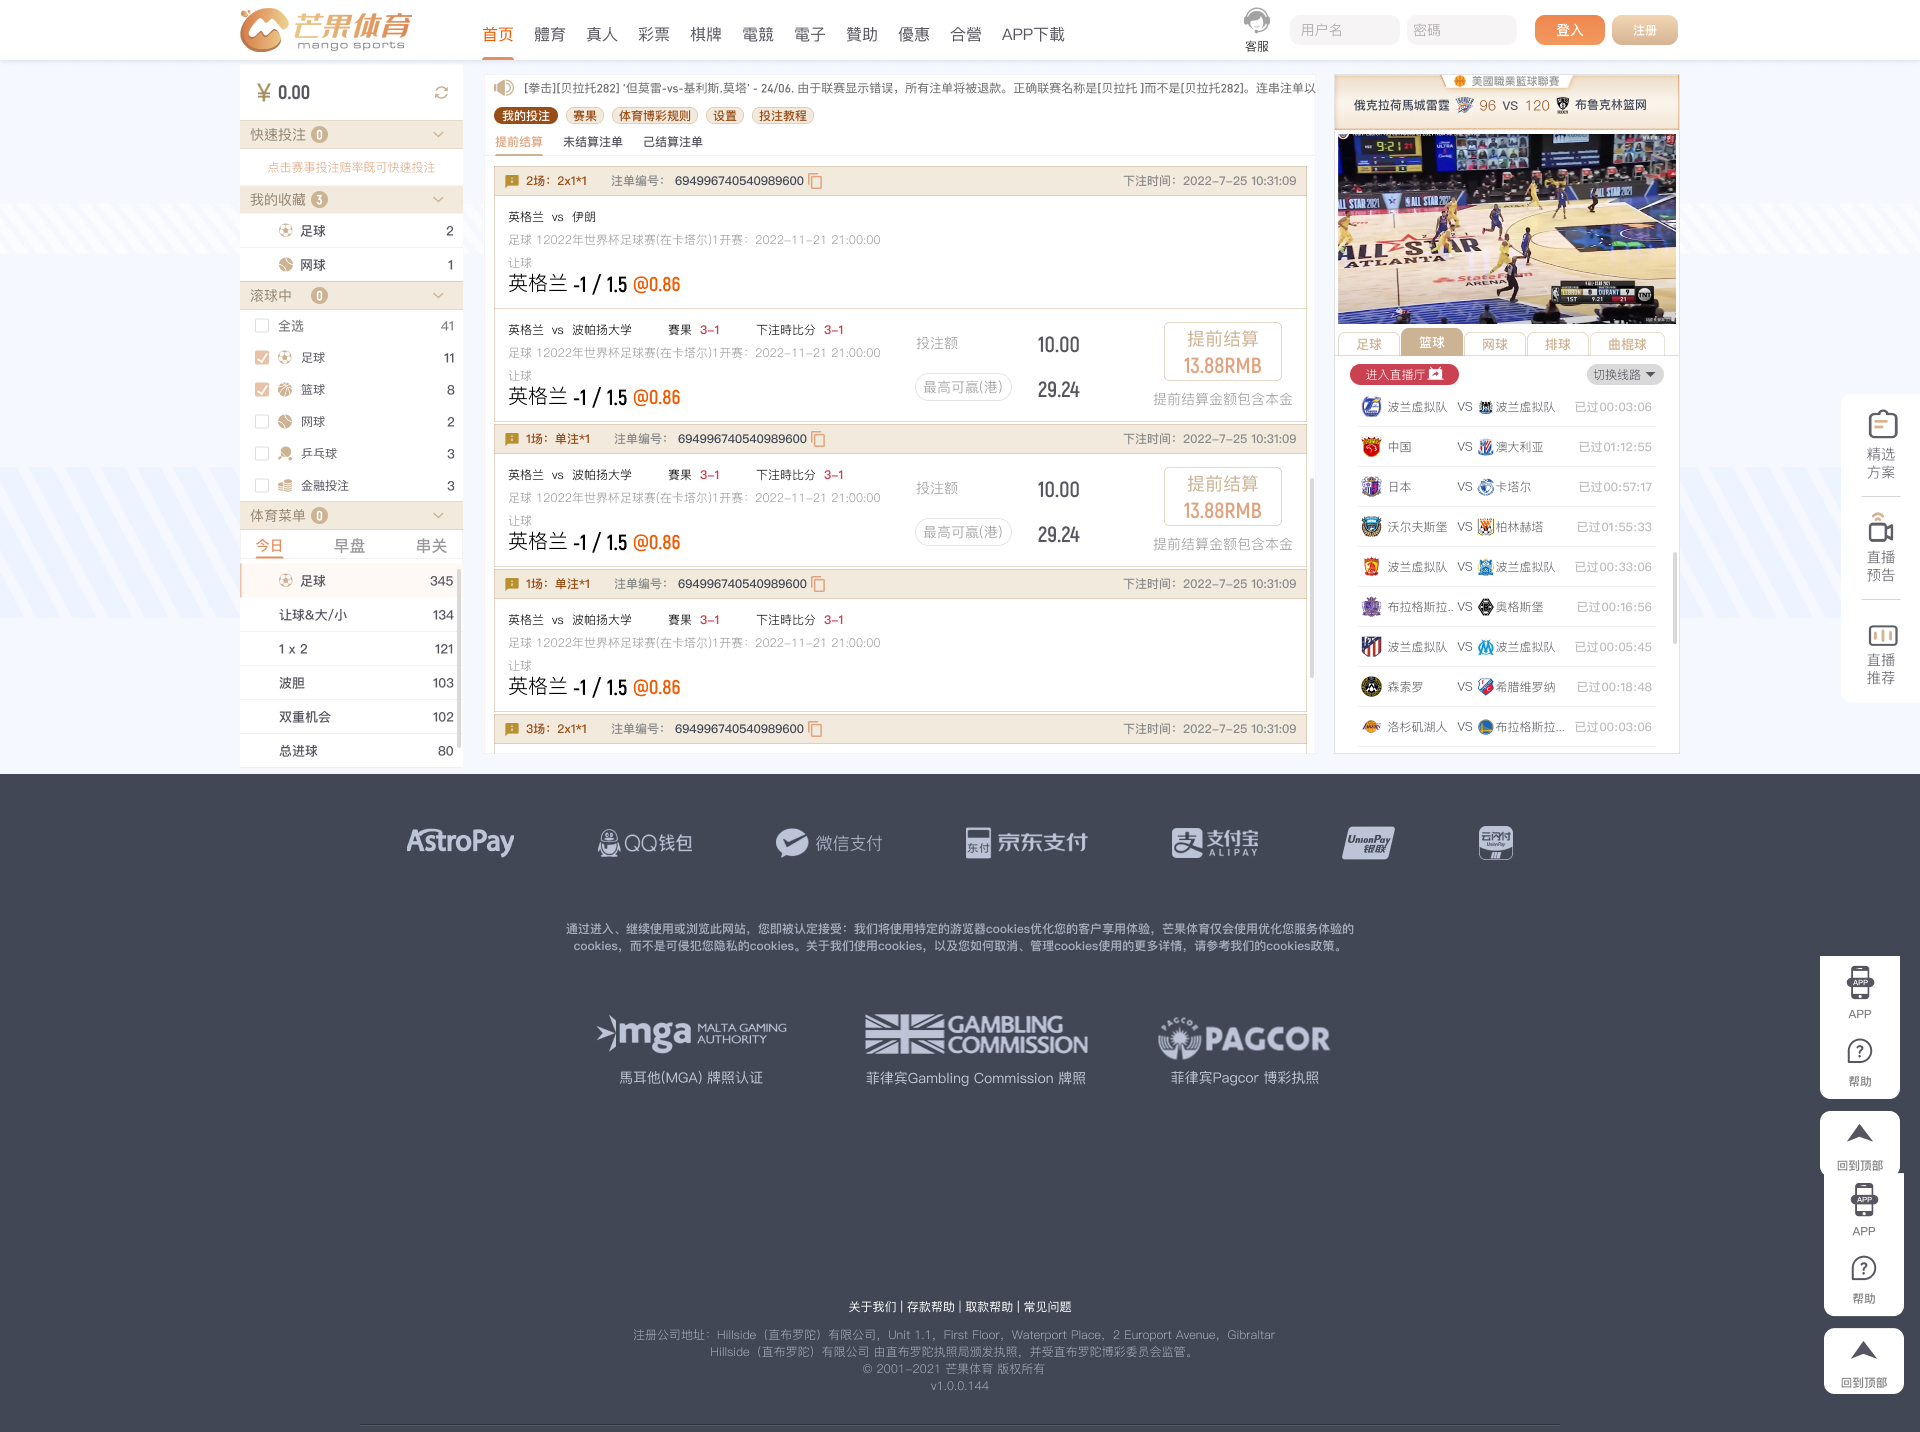 芒果体育
mango sports
首页 體育 真人 彩票 棋牌 電競 電子 贊助 優惠 合營 APP下載
客服
用户名
密碼
登入
注册
¥ 0.00
快速投注 0
点击赛事投注赔率既可快速投注
我的收藏 3
足球 2
网球 1
滚球中 0
全选 41
足球 11
篮球 8
网球 2
乒乓球 3
金融投注 3
体育菜单 0
今日 早盘 串关
足球 345
让球&大/小 134
1 x 2 121
波胆 103
双重机会 102
总进球 80
[拳击][贝拉托282] '但莫雷-vs-基利斯.莫塔' - 24/06. 由于联赛显示错误，所有注单将被退款。正确联赛名称是[贝拉托 ]而不是[贝拉托282]。连串注单以
我的投注 赛果 体育博彩规则 设置 投注教程
提前结算 未结算注单 己结算注单
2场：2x1*1 注单编号： 694996740540989600 下注时间：2022-7-25 10:31:09
英格兰 vs 伊朗
足球 12022年世界杯足球赛(在卡塔尔)1开赛：2022-11-21 21:00:00
让球
英格兰 -1 / 1.5 @0.86
英格兰 vs 波帕扬大学 赛果 3-1 下注時比分 3-1
足球 12022年世界杯足球赛(在卡塔尔)1开赛：2022-11-21 21:00:00
让球
英格兰 -1 / 1.5 @0.86
投注额 10.00
最高可赢(港) 29.24
提前结算
13.88RMB
提前结算金额包含本金
1场：单注*1 注单编号： 694996740540989600 下注时间：2022-7-25 10:31:09
英格兰 vs 波帕扬大学 赛果 3-1 下注時比分 3-1
足球 12022年世界杯足球赛(在卡塔尔)1开赛：2022-11-21 21:00:00
让球
英格兰 -1 / 1.5 @0.86
投注额 10.00
最高可赢(港) 29.24
提前结算
13.88RMB
提前结算金额包含本金
1场：单注*1 注单编号： 694996740540989600 下注时间：2022-7-25 10:31:09
英格兰 vs 波帕扬大学 赛果 3-1 下注時比分 3-1
足球 12022年世界杯足球赛(在卡塔尔)1开赛：2022-11-21 21:00:00
让球
英格兰 -1 / 1.5 @0.86
3场：2x1*1 注单编号： 694996740540989600 下注时间：2022-7-25 10:31:09
美國職業籃球聯賽
俄克拉荷馬城雷霆 96 VS 120 布鲁克林篮网
9:21
ALL STAR 2021
ALL STAR
ATLANTA
State Farm
ARENA
1ST 9:21 21
TNT
足球 篮球 网球 排球 曲棍球
进入直播厅
切换线路
波兰虚拟队 VS 波兰虚拟队 已过00:03:06
中国 VS 澳大利亚 已过01:12:55
日本 VS 卡塔尔 已过00:57:17
沃尔夫斯堡 VS 柏林赫塔 已过01:55:33
波兰虚拟队 VS 波兰虚拟队 已过00:33:06
布拉格斯拉.. VS 奥格斯堡 已过00:16:56
波兰虚拟队 VS 波兰虚拟队 已过00:05:45
森索罗 VS 希腊维罗纳 已过00:18:48
洛杉矶湖人 VS 布拉格斯拉... 已过00:03:06
精选
方案
直播
预告
直播
推荐
AstroPay
QQ钱包
微信支付
东付 京东支付
支 支付宝
ALIPAY
UnionPay
银联
云闪付
UnionPay
通过进入、继续使用或浏览此网站，您即被认定接受：我们将使用特定的游览器cookies优化您的客户享用体验，芒果体育仅会使用优化您服务体验的
cookies，而不是可侵犯您隐私的cookies。关于我们使用cookies，以及您如何取消、管理cookies使用的更多详情，请参考我们的cookies政策。
mga MALTA GAMING
AUTHORITY
馬耳他(MGA) 牌照认证
GAMBLING
COMMISSION
菲律宾Gambling Commission 牌照
PAGCOR
PAGCOR
菲律宾Pagcor 博彩执照
APP
APP
帮助
回到顶部
APP
APP
帮助
回到顶部
关于我们 | 存款帮助 | 取款帮助 | 常见问题
注册公司地址：Hillside（直布罗陀）有限公司，Unit 1.1，First Floor，Waterport Place，2 Europort Avenue，Gibraltar
Hillside（直布罗陀）有限公司 由直布罗陀执照局颁发执照，并受直布罗陀博彩委员会监管。
© 2001-2021 芒果体育 版权所有
v1.0.0.144